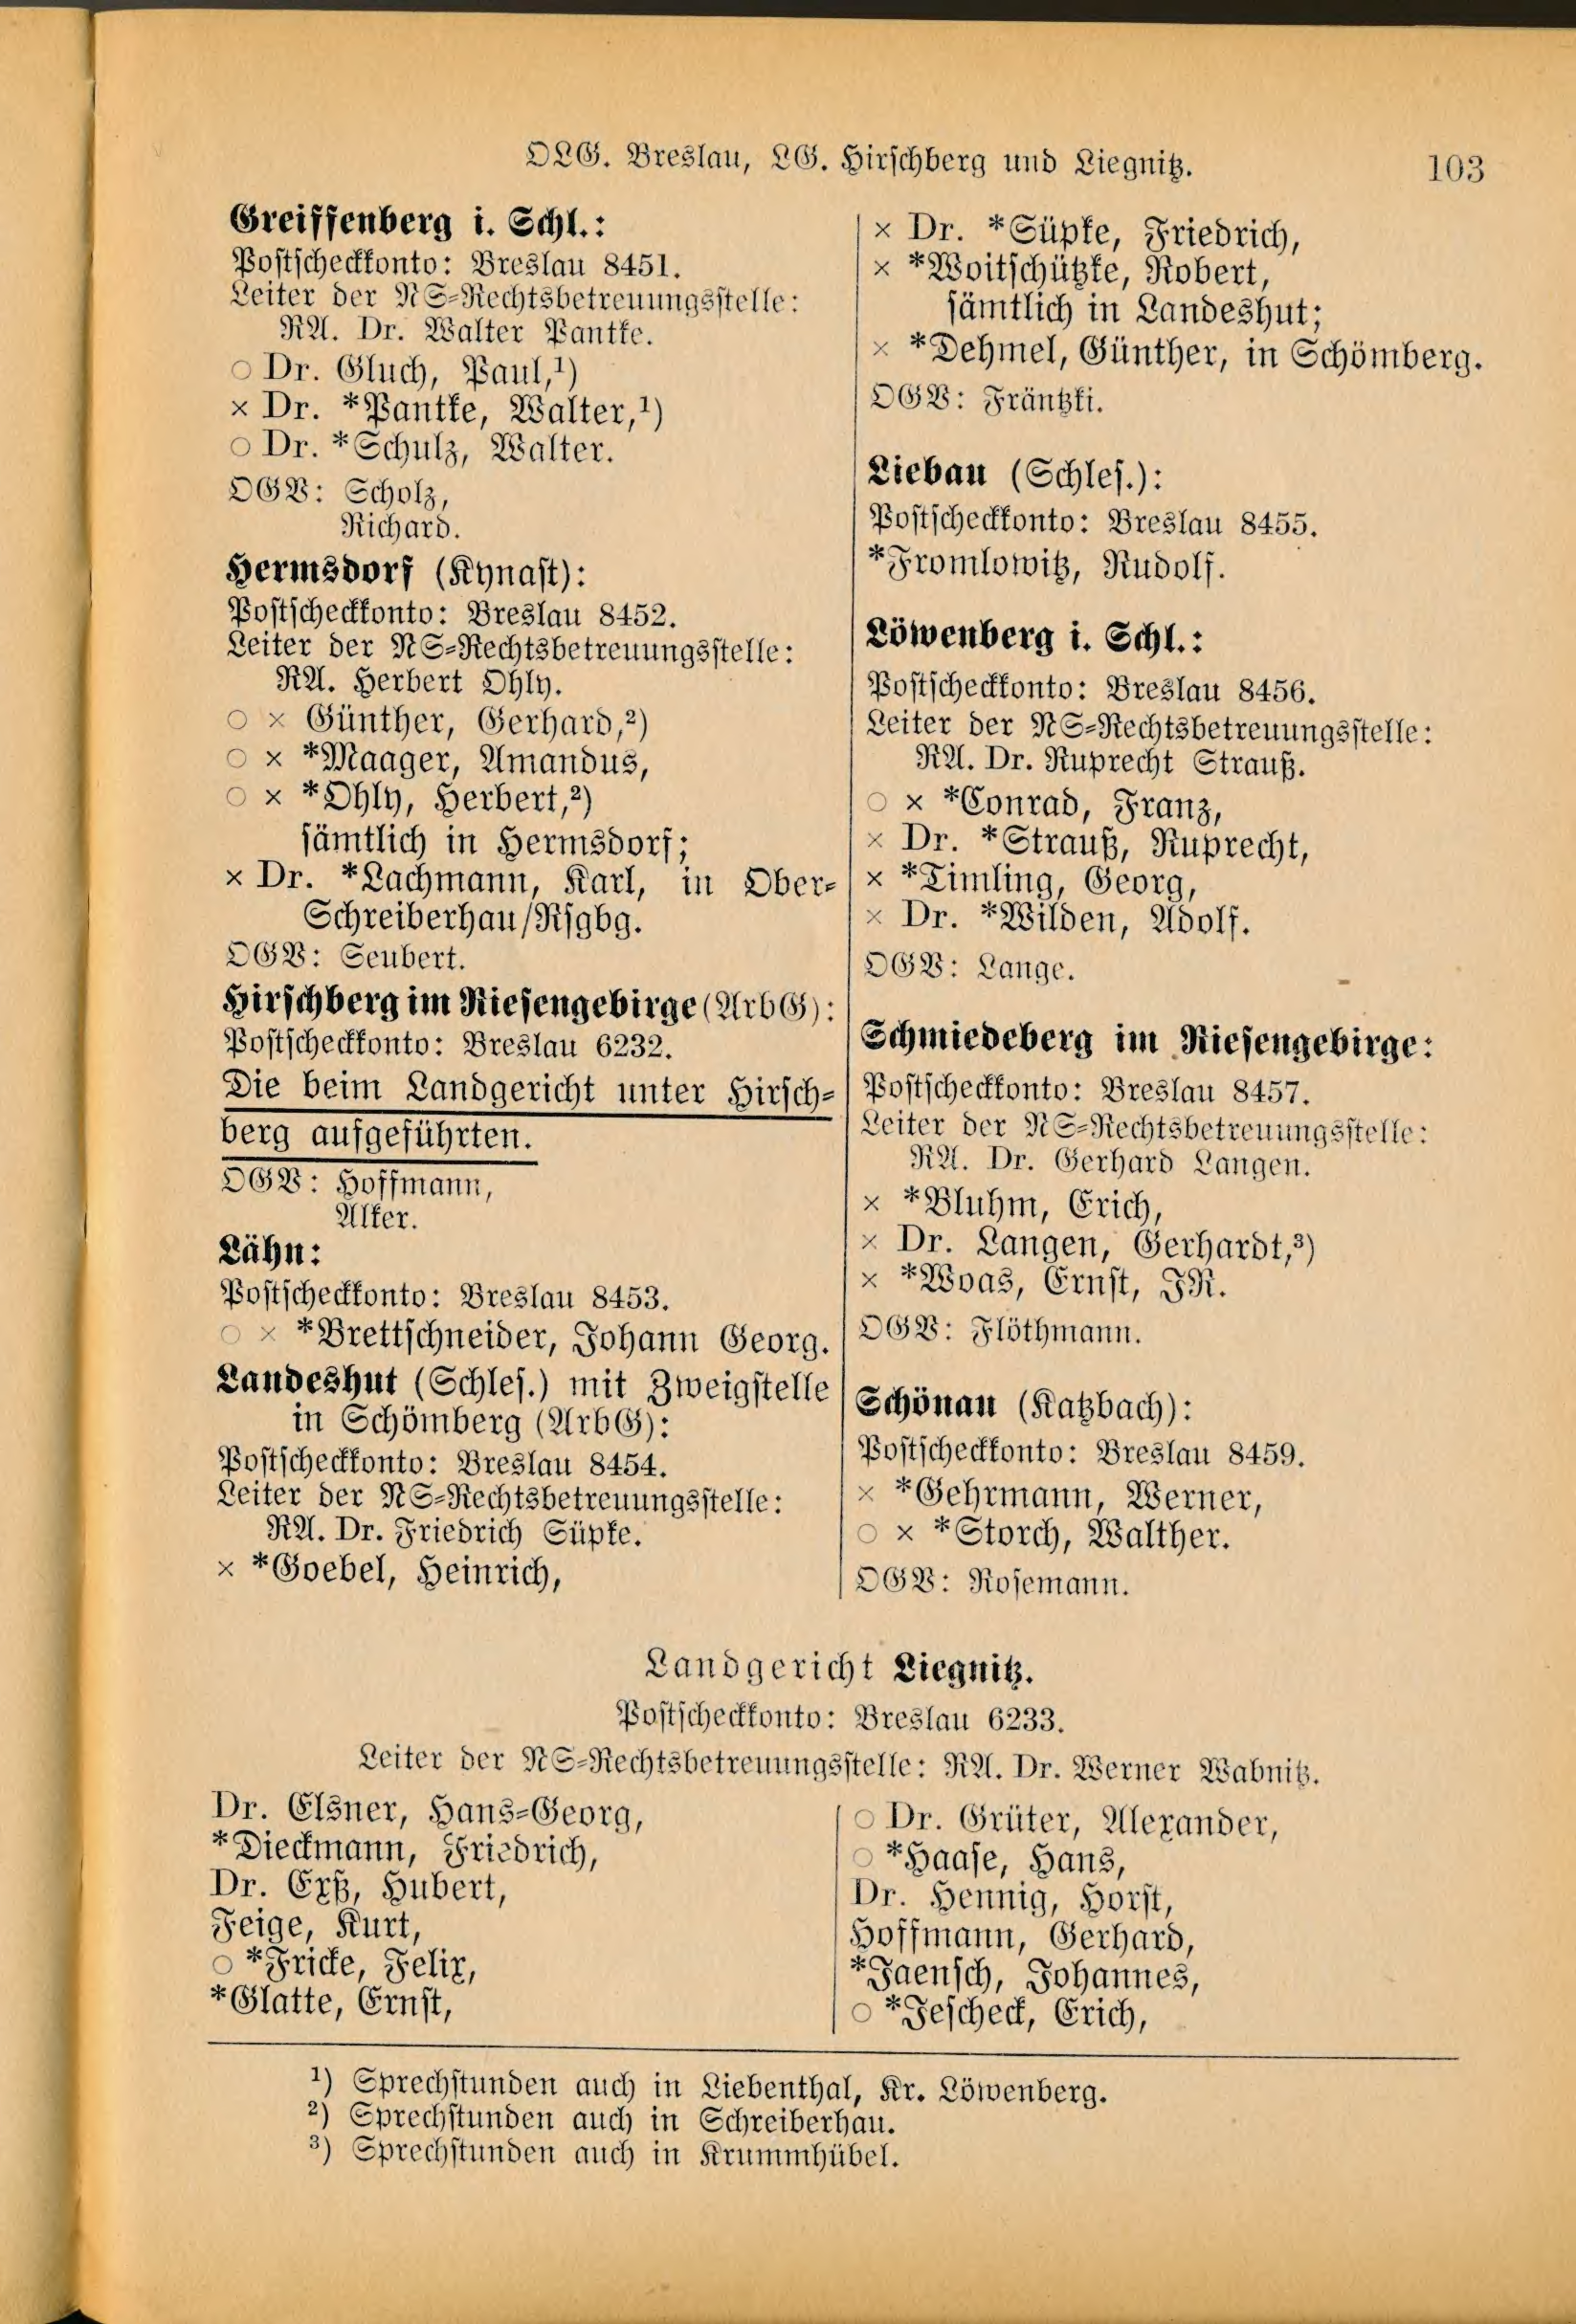 OLG. Breslau, LG. Hirschberg und Liegnitz.
103
Greiffenberg i. Schl.:
Postscheckkonto: Breslau 8451.
Leiter der NS-Rechtsbetreuungsstelle:
RA. Dr. Walter Pantke.
○ Dr. Gluch, Paul,¹)
× Dr. *Pantke, Walter,¹)
○ Dr. *Schulz, Walter.
OGV: Scholz,
Richard.
Hermsdorf (Kynast):
Postscheckkonto: Breslau 8452.
Leiter der NS-Rechtsbetreuungsstelle:
RA. Herbert Ohly.
○ × Günther, Gerhard,²)
○ × *Maager, Amandus,
○ × *Ohly, Herbert,²)
sämtlich in Hermsdorf;
× Dr. *Lachmann, Karl, in Ober-
Schreiberhau/Rsgbg.
OGV: Seubert.
Hirschberg im Riesengebirge (ArbG):
Postscheckkonto: Breslau 6232.
Die beim Landgericht unter Hirsch-
berg aufgeführten.
OGV: Hoffmann,
Alker.
Lähn:
Postscheckkonto: Breslau 8453.
○ × *Brettschneider, Johann Georg.
Landeshut (Schles.) mit Zweigstelle
in Schömberg (ArbG):
Postscheckkonto: Breslau 8454.
Leiter der NS-Rechtsbetreuungsstelle:
RA. Dr. Friedrich Süpke.
× *Goebel, Heinrich,
× Dr. *Süpke, Friedrich,
× *Woitschützke, Robert,
sämtlich in Landeshut;
× *Dehmel, Günther, in Schömberg.
OGV: Fräntzki.
Liebau (Schles.):
Postscheckkonto: Breslau 8455.
*Fromlowitz, Rudolf.
Löwenberg i. Schl.:
Postscheckkonto: Breslau 8456.
Leiter der NS-Rechtsbetreuungsstelle:
RA. Dr. Ruprecht Strauß.
○ × *Conrad, Franz,
× Dr. *Strauß, Ruprecht,
× *Timling, Georg,
× Dr. *Wilden, Adolf.
OGV: Lange.
Schmiedeberg im Riesengebirge:
Postscheckkonto: Breslau 8457.
Leiter der NS-Rechtsbetreuungsstelle:
RA. Dr. Gerhard Langen.
× *Bluhm, Erich,
× Dr. Langen, Gerhardt,³)
× *Woas, Ernst, JR.
OGV: Flöthmann.
Schönau (Katzbach):
Postscheckkonto: Breslau 8459.
× *Gehrmann, Werner,
○ × *Storch, Walther.
OGV: Rosemann.
Landgericht Liegnitz.
Postscheckkonto: Breslau 6233.
Leiter der NS-Rechtsbetreuungsstelle: RA. Dr. Werner Wabnitz.
Dr. Elsner, Hans-Georg,
*Dieckmann, Friedrich,
Dr. Erß, Hubert,
Feige, Kurt,
○ *Fricke, Felix,
*Glatte, Ernst,
○ Dr. Grüter, Alexander,
○ *Haase, Hans,
Dr. Hennig, Horst,
Hoffmann, Gerhard,
*Jaensch, Johannes,
○ *Jescheck, Erich,
¹) Sprechstunden auch in Liebenthal, Kr. Löwenberg.
²) Sprechstunden auch in Schreiberhau.
³) Sprechstunden auch in Krummhübel.